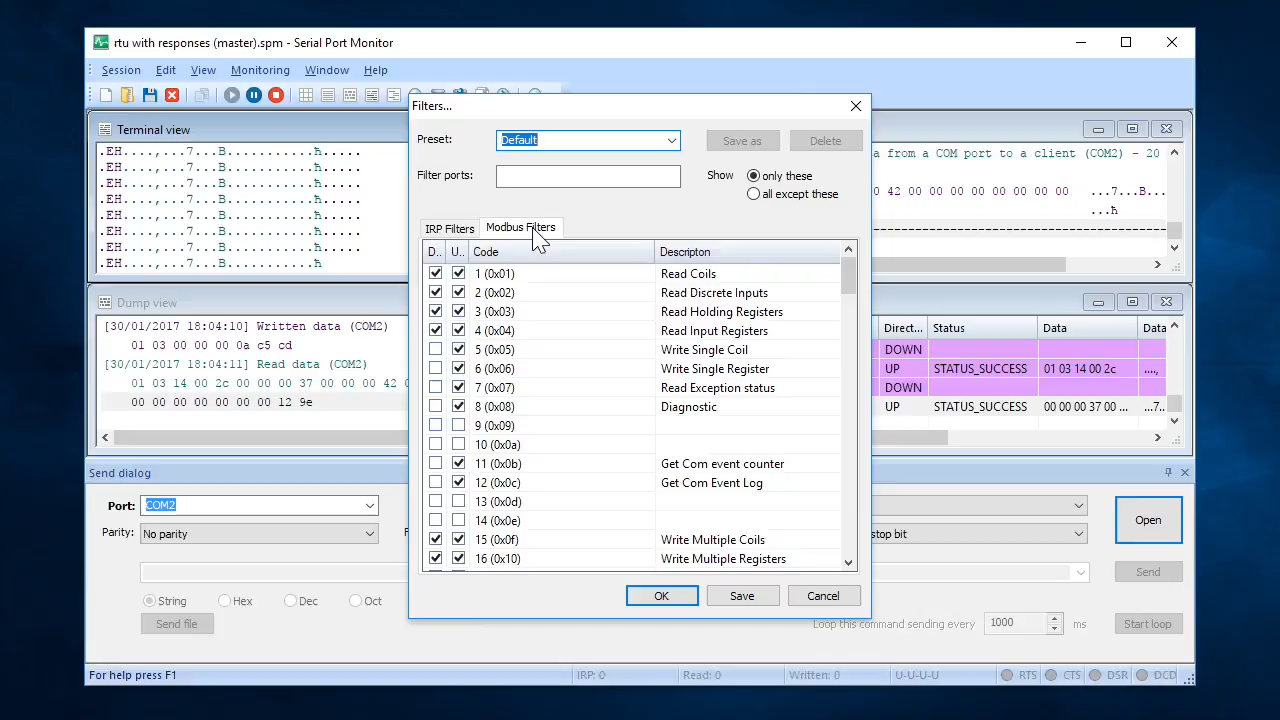 rtu with responses (master).spm - Serial Port Monitor
Session Edit View Monitoring Window Help
Filters...
Preset: Default Save as Delete
Filter ports: Show only these
all except these
IRP Filters Modbus Filters
D.. U.. Code Descripton
1 (0x01) Read Coils
2 (0x02) Read Discrete Inputs
3 (0x03) Read Holding Registers
4 (0x04) Read Input Registers
5 (0x05) Write Single Coil
6 (0x06) Write Single Register
7 (0x07) Read Exception status
8 (0x08) Diagnostic
9 (0x09)
10 (0x0a)
11 (0x0b) Get Com event counter
12 (0x0c) Get Com Event Log
13 (0x0d)
14 (0x0e)
15 (0x0f) Write Multiple Coils
16 (0x10) Write Multiple Registers
OK Save Cancel
Terminal view
.EH....,...7...B...........ħ.....
.EH....,...7...B...........ħ.....
.EH....,...7...B...........ħ.....
.EH....,...7...B...........ħ.....
.EH....,...7...B...........ħ.....
.EH....,...7...B...........ħ.....
.EH....,...7...B...........ħ
a from a COM port to a client (COM2) - 20
00 42 00 00 00 00 00 00 00 ...7...B...
...ħ
Dump view
[30/01/2017 18:04:10] Written data (COM2)
01 03 00 00 00 0a c5 cd
[30/01/2017 18:04:11] Read data (COM2)
01 03 14 00 2c 00 00 00 37 00 00 00 42 0
00 00 00 00 00 00 00 12 9e
Direct... Status Data Data
DOWN
UP STATUS_SUCCESS 01 03 14 00 2c ....,
DOWN
UP STATUS_SUCCESS 00 00 00 37 00 ... ...7...
Send dialog
Port: COM2
Parity: No parity
stop bit
Open
Send
String Hex Dec Oct
Send file
Loop this command sending every 1000 ms Start loop
For help press F1 IRP: 0 Read: 0 Written: 0 U-U-U-U RTS CTS DSR DCD